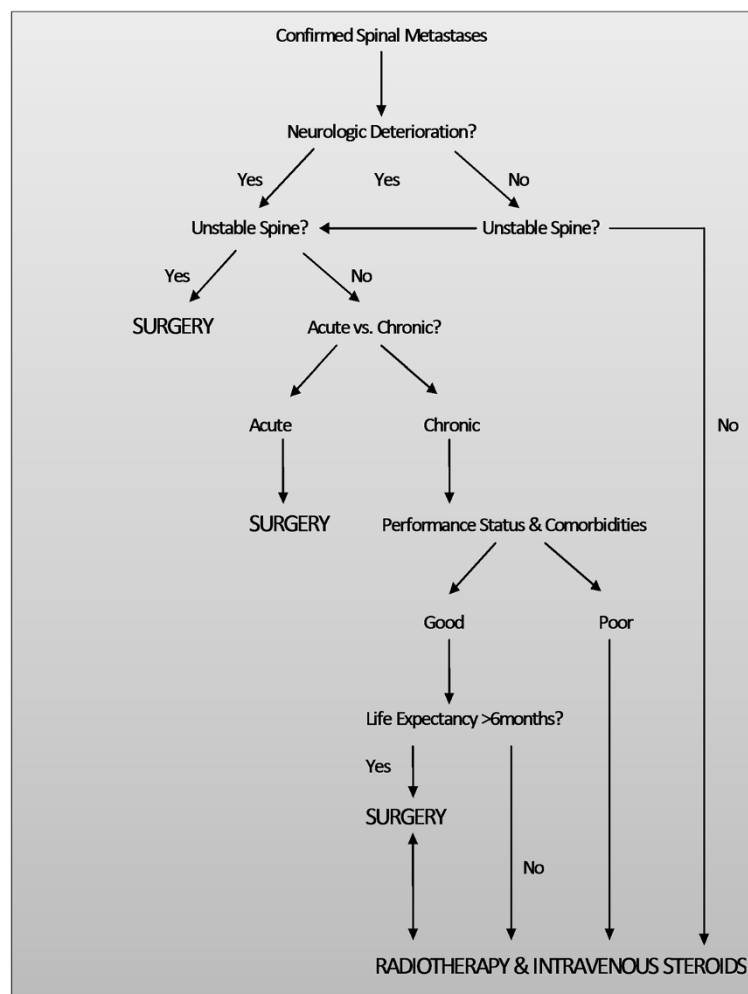 Confirmed Spinal Metastases
Neurologic Deterioration?
Yes Yes No
Unstable Spine? Unstable Spine?
Yes No
SURGERY Acute vs. Chronic?
Acute Chronic No
SURGERY Performance Status & Comorbidities
Good Poor
Life Expectancy >6months?
Yes
SURGERY
No
RADIOTHERAPY & INTRAVENOUS STEROIDS